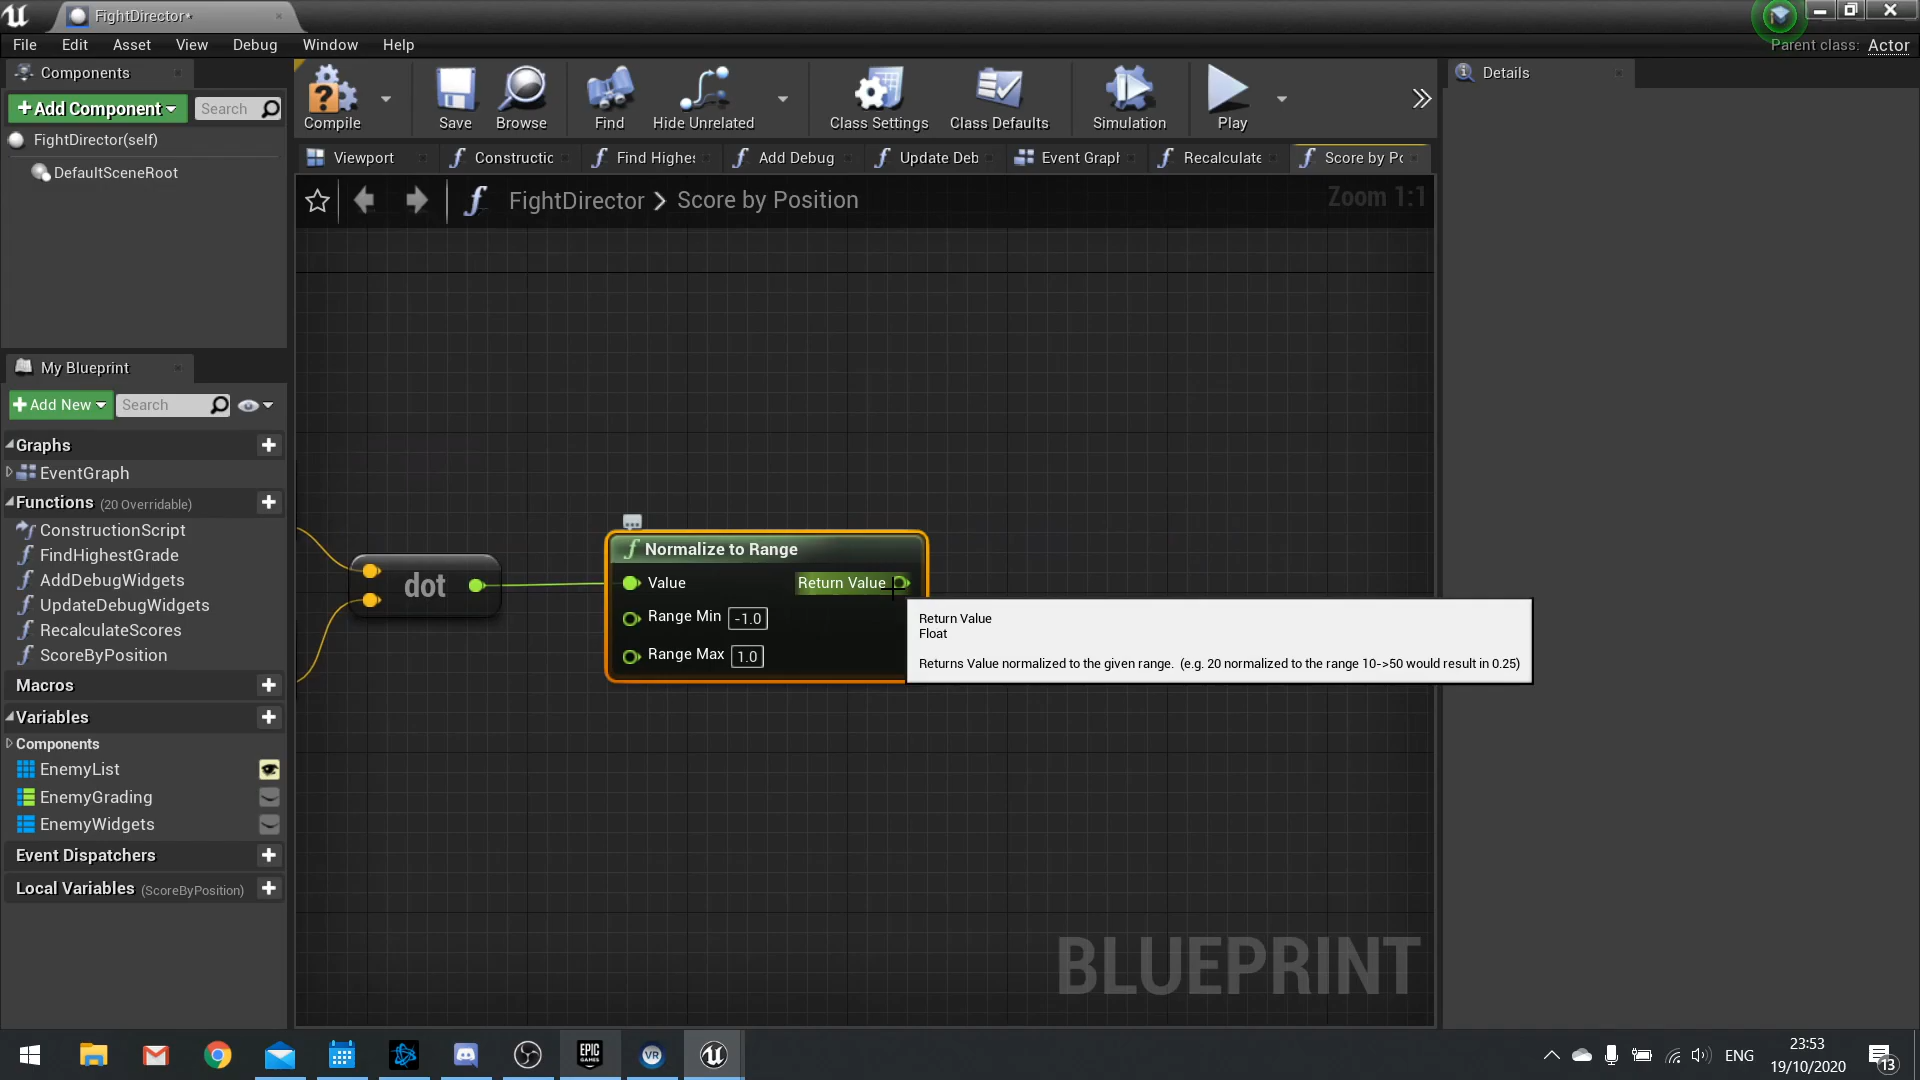 FightDirector*
File Edit Asset View Debug Window Help
Parent class: Actor
Components
Add Component
Search
FightDirector(self)
DefaultSceneRoot
Compile
Save
Browse
Find
Hide Unrelated
Class Settings
Class Defaults
Simulation
Play
Details
Viewport
Constructic
Find Highes
Add Debug
Update Deb
Event Graph
Recalculate
Score by Po
FightDirector > Score by Position
Zoom 1:1
My Blueprint
Add New
Search
Graphs
EventGraph
Functions (20 Overridable)
ConstructionScript
FindHighestGrade
AddDebugWidgets
UpdateDebugWidgets
RecalculateScores
ScoreByPosition
Macros
Variables
Components
EnemyList
EnemyGrading
EnemyWidgets
Event Dispatchers
Local Variables (ScoreByPosition)
dot
Normalize to Range
Value
Return Value
Range Min -1.0
Range Max 1.0
Return Value
Float
Returns Value normalized to the given range. (e.g. 20 normalized to the range 10->50 would result in 0.25)
BLUEPRINT
EPIC
GAMES
VR
ENG
23:53
19/10/2020
13